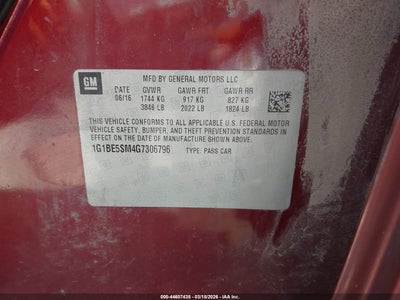 GM
MFD BY GENERAL MOTORS LLC
DATE GVWR GAWR FRT GAWR RR
06/16 1744 KG 917 KG 827 KG
3846 LB 2022 LB 1824 LB
THIS VEHICLE CONFORMS TO ALL APPLICABLE U.S. FEDERAL MOTOR
VEHICLE SAFETY, BUMPER, AND THEFT PREVENTION STANDARDS IN
EFFECT ON THE DATE OF MANUFACTURE SHOWN ABOVE.
1G1BE5SM4G7306796 TYPE: PASS CAR
000-44607435 - 03/18/2026 - IAA Inc.